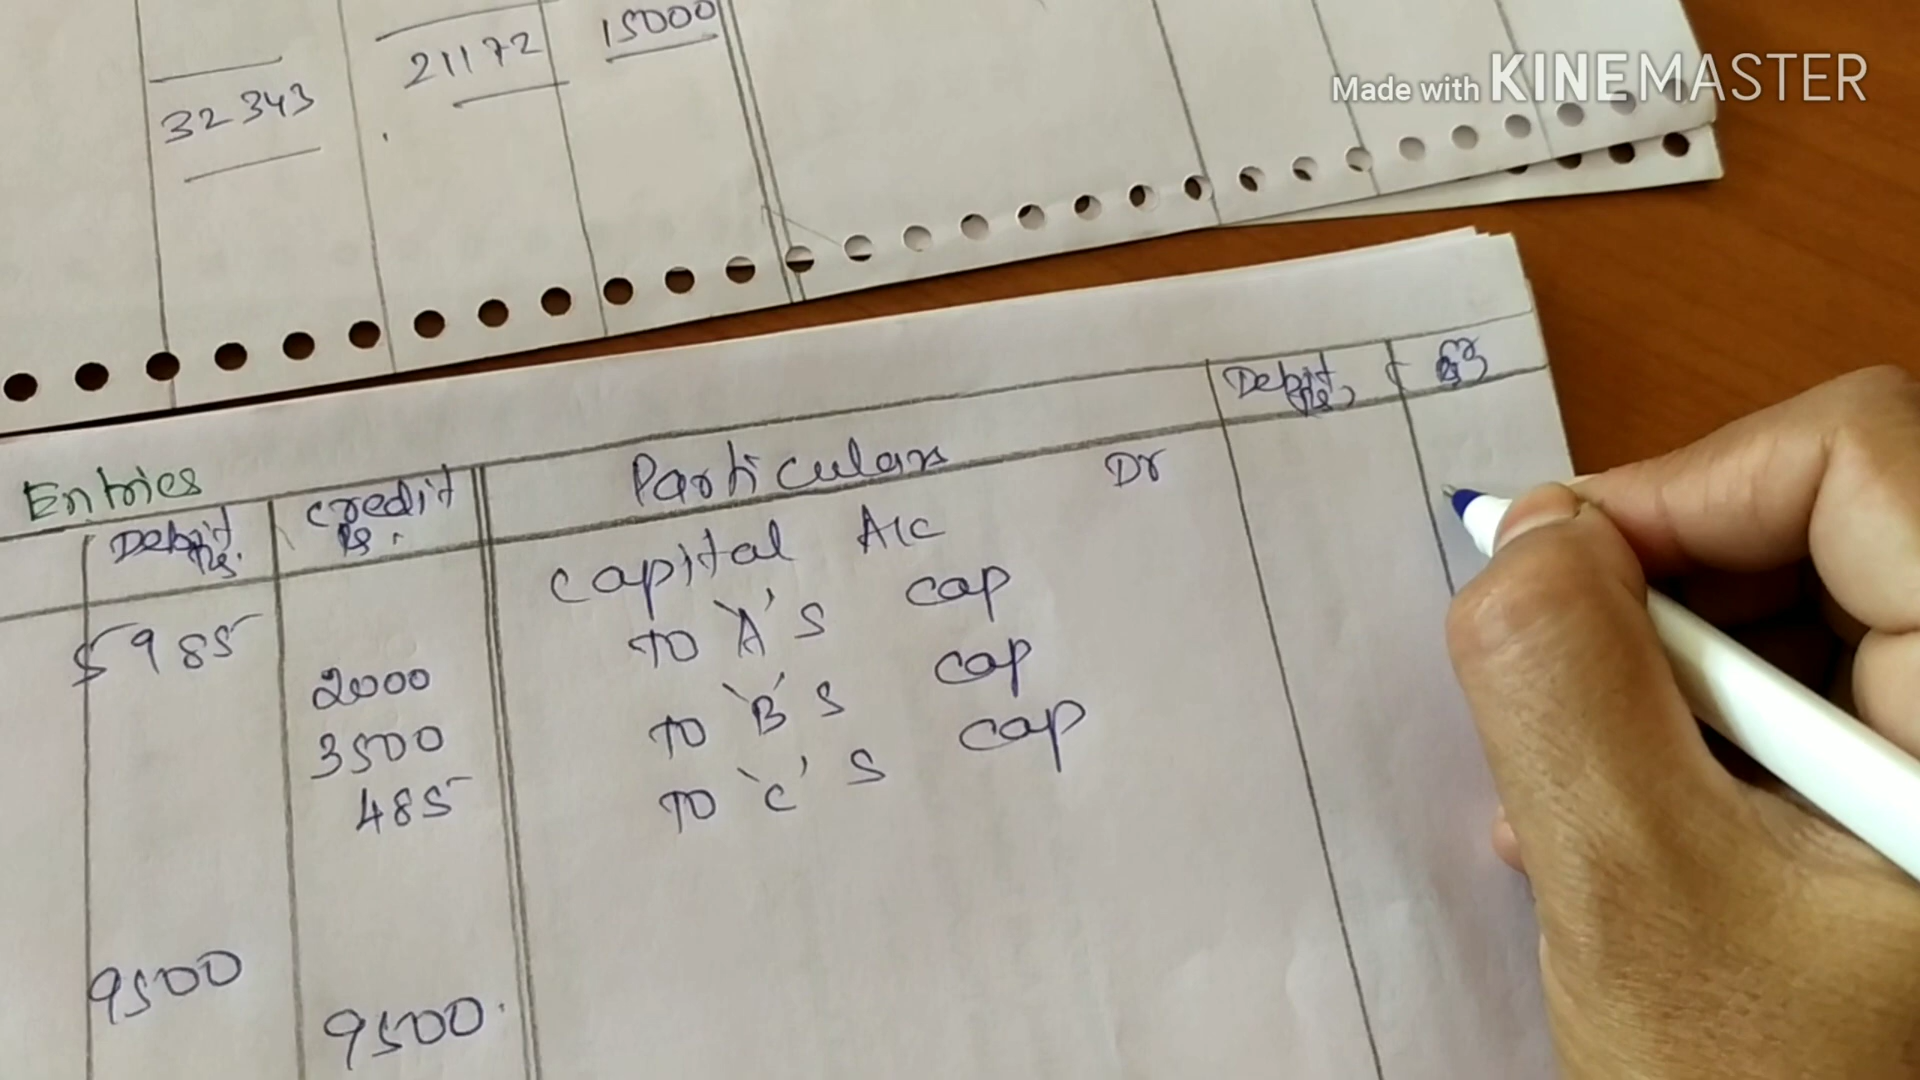 15000
21172
32343
Made with KINEMASTER
Entries
Debit
Rs.
credit
Rs.
Particulars
Debit
Rs
Dr
Capital A/c
5985
To 'A's cap
2000
To 'B's cap
3500
To 'C's cap
485
9500
9500.